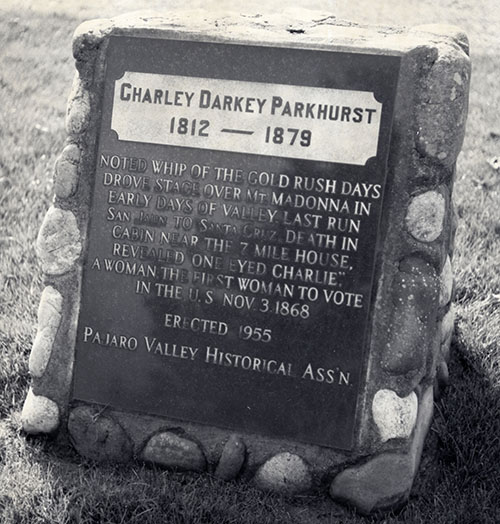 CHARLEY DARKEY PARKHURST
1812 — 1879
NOTED WHIP OF THE GOLD RUSH DAYS
DROVE STAGE OVER MT. MADONNA IN
EARLY DAYS OF VALLEY. LAST RUN
SAN JUAN TO SANTA CRUZ. DEATH IN
CABIN NEAR THE 7 MILE HOUSE,
REVEALED ONE EYED CHARLIE",
A WOMAN THE FIRST WOMAN TO VOTE
IN THE U.S. NOV. 3, 1868
ERECTED 1955
PAJARO VALLEY HISTORICAL ASS'N.